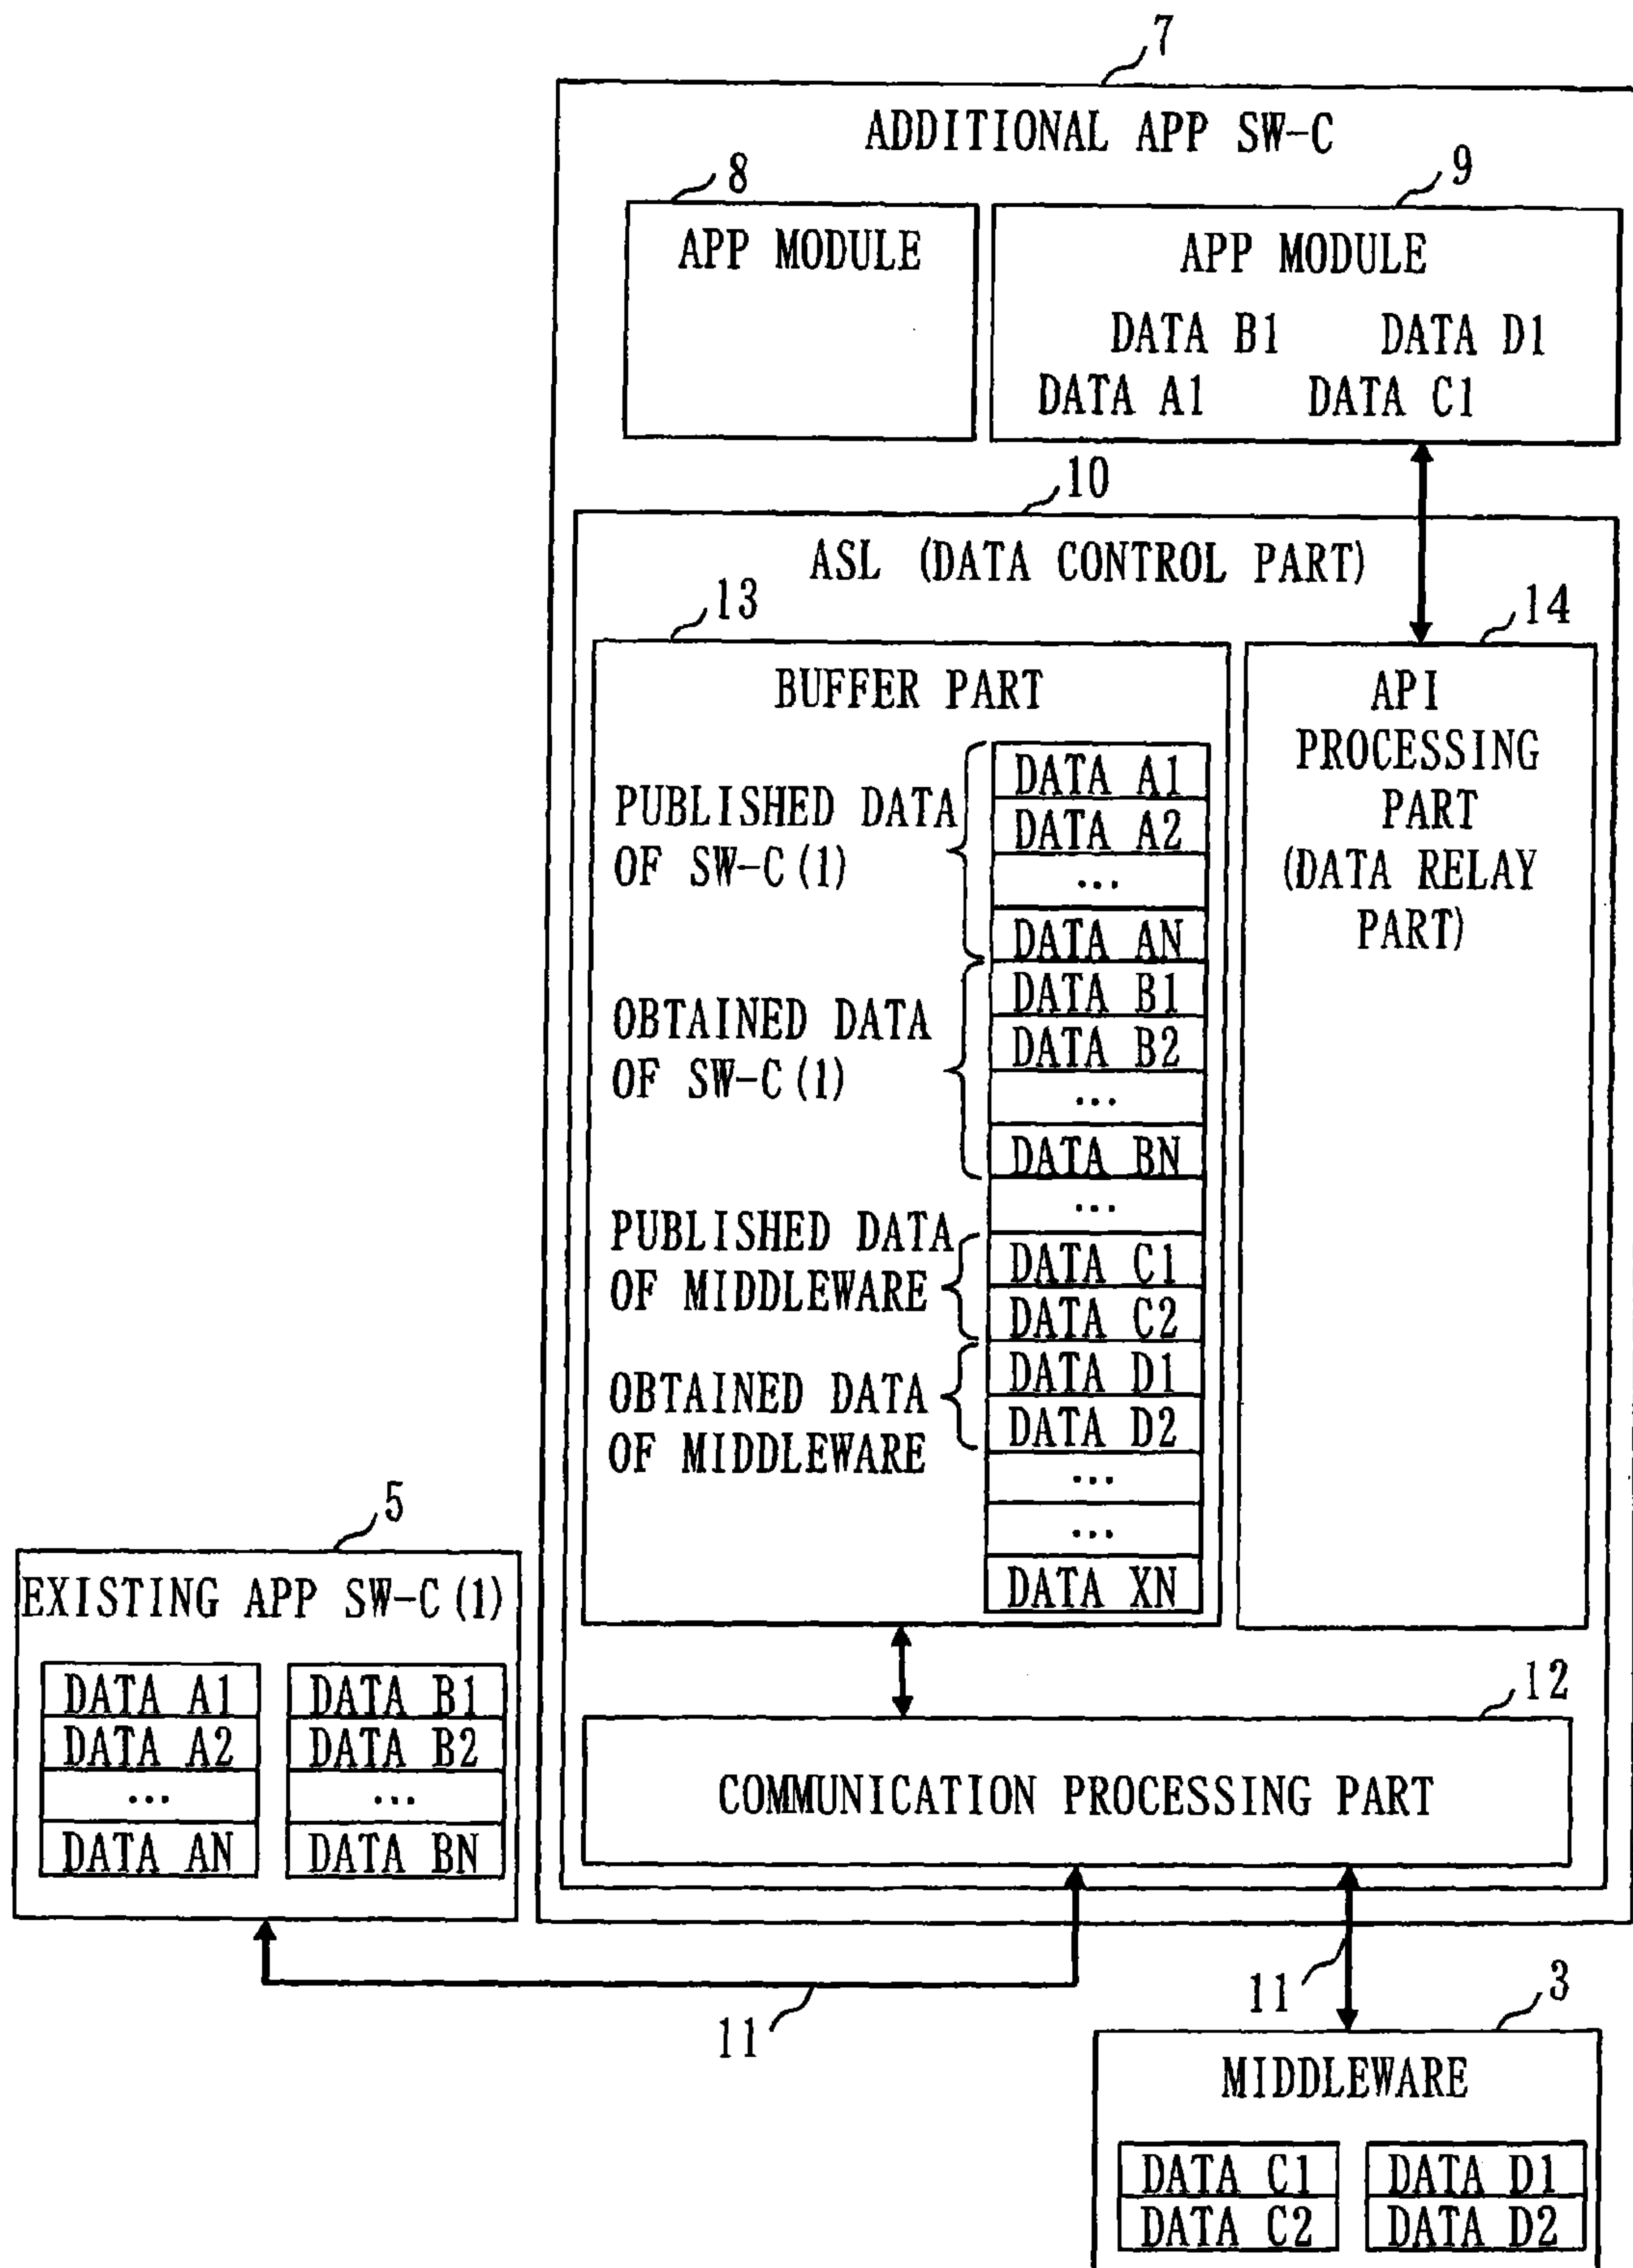 7
ADDITIONAL APP SW-C
8
APP MODULE
9
APP MODULE
DATA B1 DATA D1
DATA A1 DATA C1
10
ASL (DATA CONTROL PART)
13
BUFFER PART
PUBLISHED DATA
OF SW-C(1)
DATA A1
DATA A2
...
DATA AN
OBTAINED DATA
OF SW-C(1)
DATA B1
DATA B2
...
DATA BN
...
PUBLISHED DATA
OF MIDDLEWARE
DATA C1
DATA C2
OBTAINED DATA
OF MIDDLEWARE
DATA D1
DATA D2
...
...
DATA XN
14
API
PROCESSING
PART
(DATA RELAY
PART)
5
EXISTING APP SW-C(1)
DATA A1 DATA B1
DATA A2 DATA B2
... ...
DATA AN DATA BN
12
COMMUNICATION PROCESSING PART
11
11
3
MIDDLEWARE
DATA C1 DATA D1
DATA C2 DATA D2